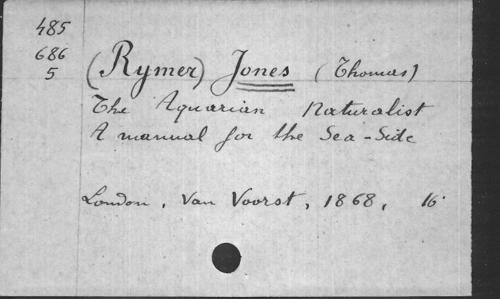 485
686
5
(Rymer) Jones (Thomas)
The Aquarian Naturalist
A manual for the Sea-Side
London, Van Voorst, 1868, 16°